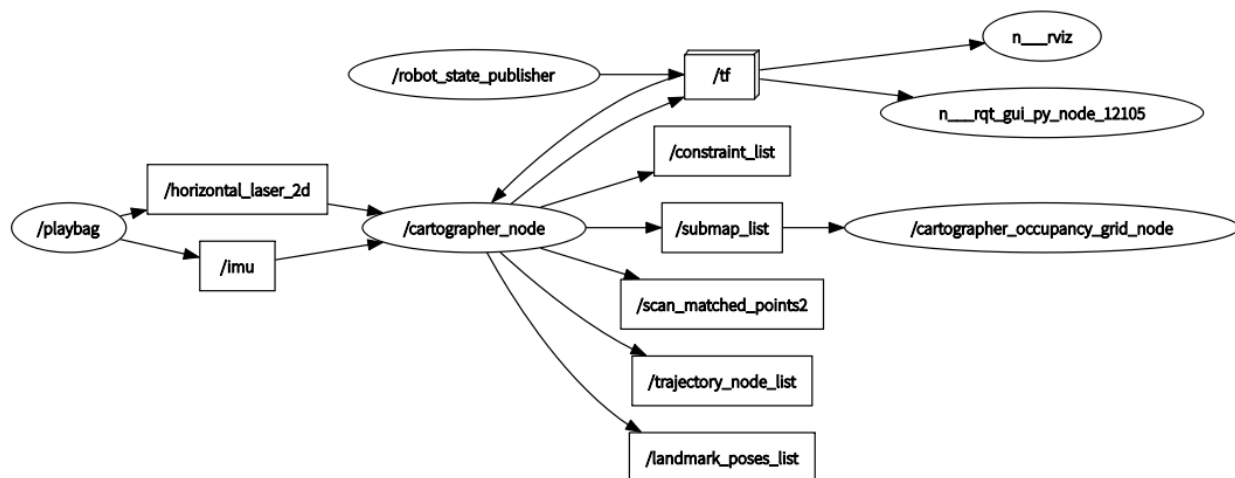 n___rviz
/robot_state_publisher
/tf
n___rqt_gui_py_node_12105
/constraint_list
/horizontal_laser_2d
/playbag
/cartographer_node
/submap_list
/cartographer_occupancy_grid_node
/imu
/scan_matched_points2
/trajectory_node_list
/landmark_poses_list